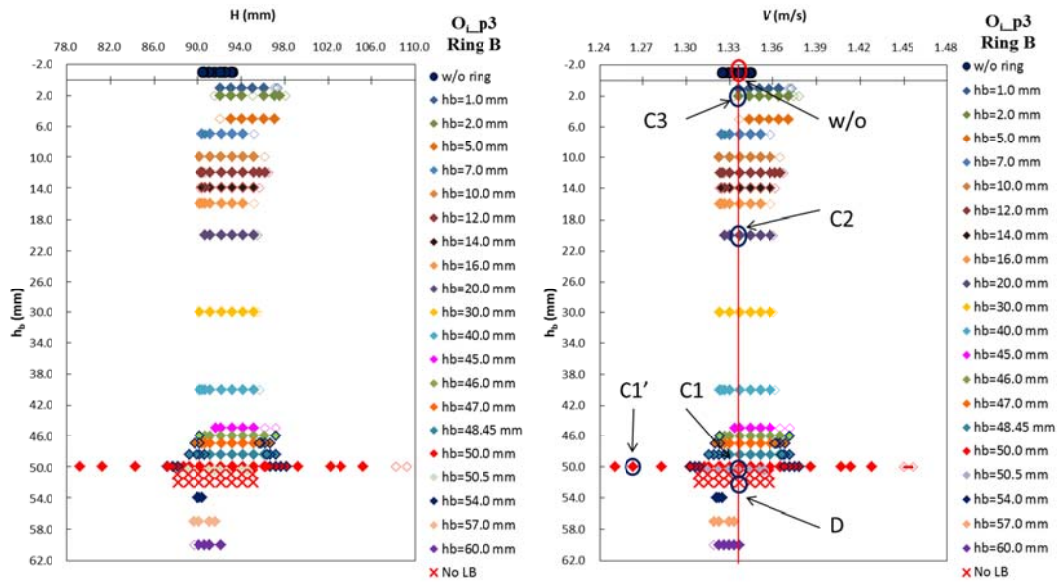 H (mm)
78.0 82.0 86.0 90.0 94.0 98.0 102.0 106.0 110.0
-2.0
2.0
6.0
10.0
14.0
18.0
22.0
26.0
30.0
34.0
38.0
42.0
46.0
50.0
54.0
58.0
62.0
h_b (mm)
O_i_p3
Ring B
w/o ring
hb=1.0 mm
hb=2.0 mm
hb=5.0 mm
hb=7.0 mm
hb=10.0 mm
hb=12.0 mm
hb=14.0 mm
hb=16.0 mm
hb=20.0 mm
hb=30.0 mm
hb=40.0 mm
hb=45.0 mm
hb=46.0 mm
hb=47.0 mm
hb=48.45 mm
hb=50.0 mm
hb=50.5 mm
hb=54.0 mm
hb=57.0 mm
hb=60.0 mm
No LB
V (m/s)
1.24 1.27 1.30 1.33 1.36 1.39 1.42 1.45 1.48
-2.0
2.0
6.0
10.0
14.0
18.0
22.0
26.0
30.0
34.0
38.0
42.0
46.0
50.0
54.0
58.0
62.0
h_b (mm)
C3
w/o
C2
C1'
C1
D
O_i_p3
Ring B
w/o ring
hb=1.0 mm
hb=2.0 mm
hb=5.0 mm
hb=7.0 mm
hb=10.0 mm
hb=12.0 mm
hb=14.0 mm
hb=16.0 mm
hb=20.0 mm
hb=30.0 mm
hb=40.0 mm
hb=45.0 mm
hb=46.0 mm
hb=47.0 mm
hb=48.45 mm
hb=50.0 mm
hb=50.5 mm
hb=54.0 mm
hb=57.0 mm
hb=60.0 mm
No LB